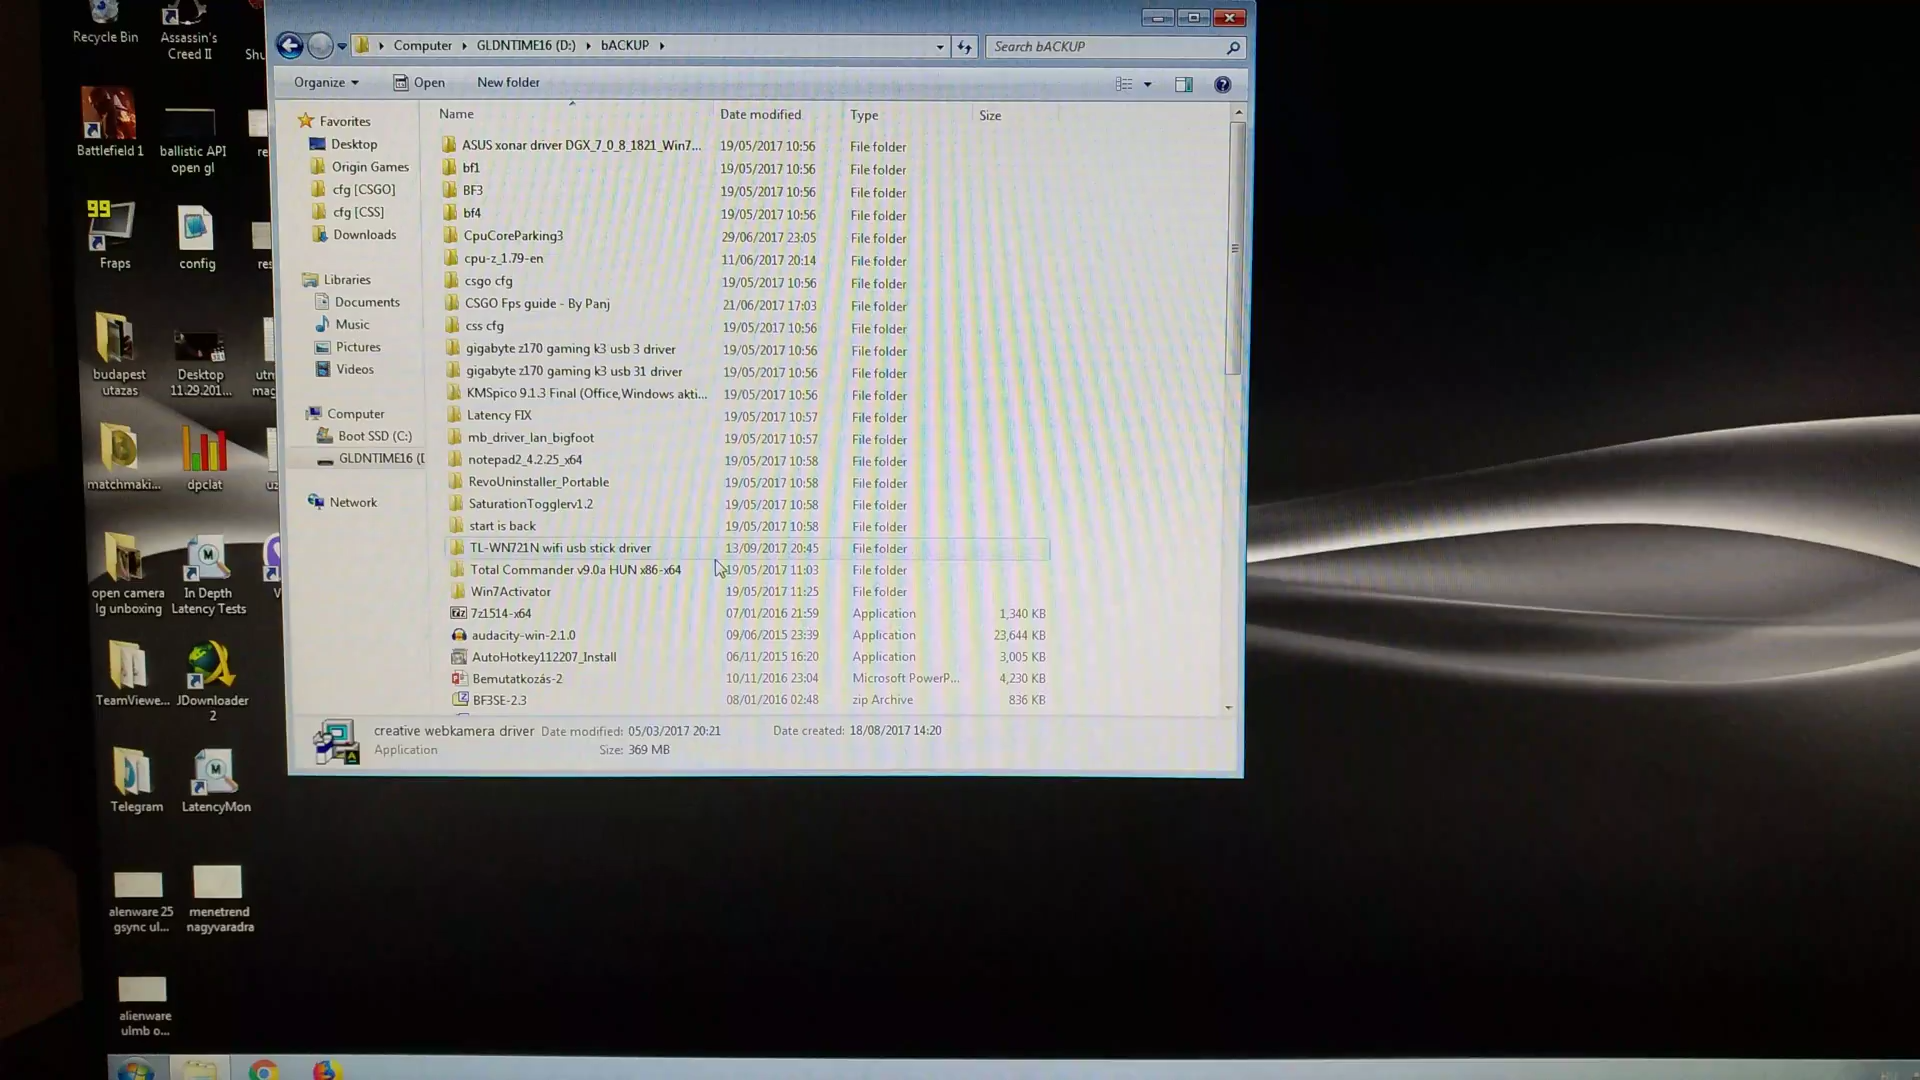 Recycle Bin
Assassin's
Creed II
Shu
Battlefield 1
ballistic API
open gl
re
99
Fraps
config
res
budapest
utazas
Desktop
11.29.201...
utn
mag
matchmaki...
dpclat
uz
open camera
lg unboxing
In Depth
Latency Tests
V
TeamViewe...
JDownloader
2
Telegram
LatencyMon
alenware 25
gsync ul...
menetrend
nagyvaradra
alienware
ulmb o...
Computer
GLDNTIME16 (D:)
bACKUP
Search bACKUP
Organize
Open
New folder
Favorites
Desktop
Origin Games
cfg [CSGO]
cfg [CSS]
Downloads
Libraries
Documents
Music
Pictures
Videos
Computer
Boot SSD (C:)
GLDNTIME16 (D
Network
Name Date modified Type Size
ASUS xonar driver DGX_7_0_8_1821_Win7... 19/05/2017 10:56 File folder
bf1 19/05/2017 10:56 File folder
BF3 19/05/2017 10:56 File folder
bf4 19/05/2017 10:56 File folder
CpuCoreParking3 29/06/2017 23:05 File folder
cpu-z_1.79-en 11/06/2017 20:14 File folder
csgo cfg 19/05/2017 10:56 File folder
CSGO Fps guide - By Panj 21/06/2017 17:03 File folder
css cfg 19/05/2017 10:56 File folder
gigabyte z170 gaming k3 usb 3 driver 19/05/2017 10:56 File folder
gigabyte z170 gaming k3 usb 31 driver 19/05/2017 10:56 File folder
KMSpico 9.1.3 Final (Office,Windows akti... 19/05/2017 10:56 File folder
Latency FIX 19/05/2017 10:57 File folder
mb_driver_lan_bigfoot 19/05/2017 10:57 File folder
notepad2_4.2.25_x64 19/05/2017 10:58 File folder
RevoUninstaller_Portable 19/05/2017 10:58 File folder
SaturationTogglerv1.2 19/05/2017 10:58 File folder
start is back 19/05/2017 10:58 File folder
TL-WN721N wifi usb stick driver 13/09/2017 20:45 File folder
Total Commander v9.0a HUN x86-x64 19/05/2017 11:03 File folder
Win7Activator 19/05/2017 11:25 File folder
7z1514-x64 07/01/2016 21:59 Application 1,340 KB
audacity-win-2.1.0 09/06/2015 23:39 Application 23,644 KB
AutoHotkey112207_Install 06/11/2015 16:20 Application 3,005 KB
Bemutatkozás-2 10/11/2016 23:04 Microsoft PowerP... 4,230 KB
BF3SE-2.3 08/01/2016 02:48 zip Archive 836 KB
creative webkamera driver Date modified: 05/03/2017 20:21 Date created: 18/08/2017 14:20
Application Size: 369 MB